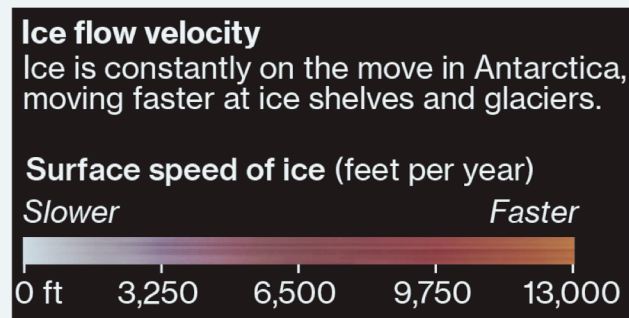 Ice flow velocity
Ice is constantly on the move in Antarctica,
moving faster at ice shelves and glaciers.
Surface speed of ice (feet per year)
Slower Faster
0 ft 3,250 6,500 9,750 13,000